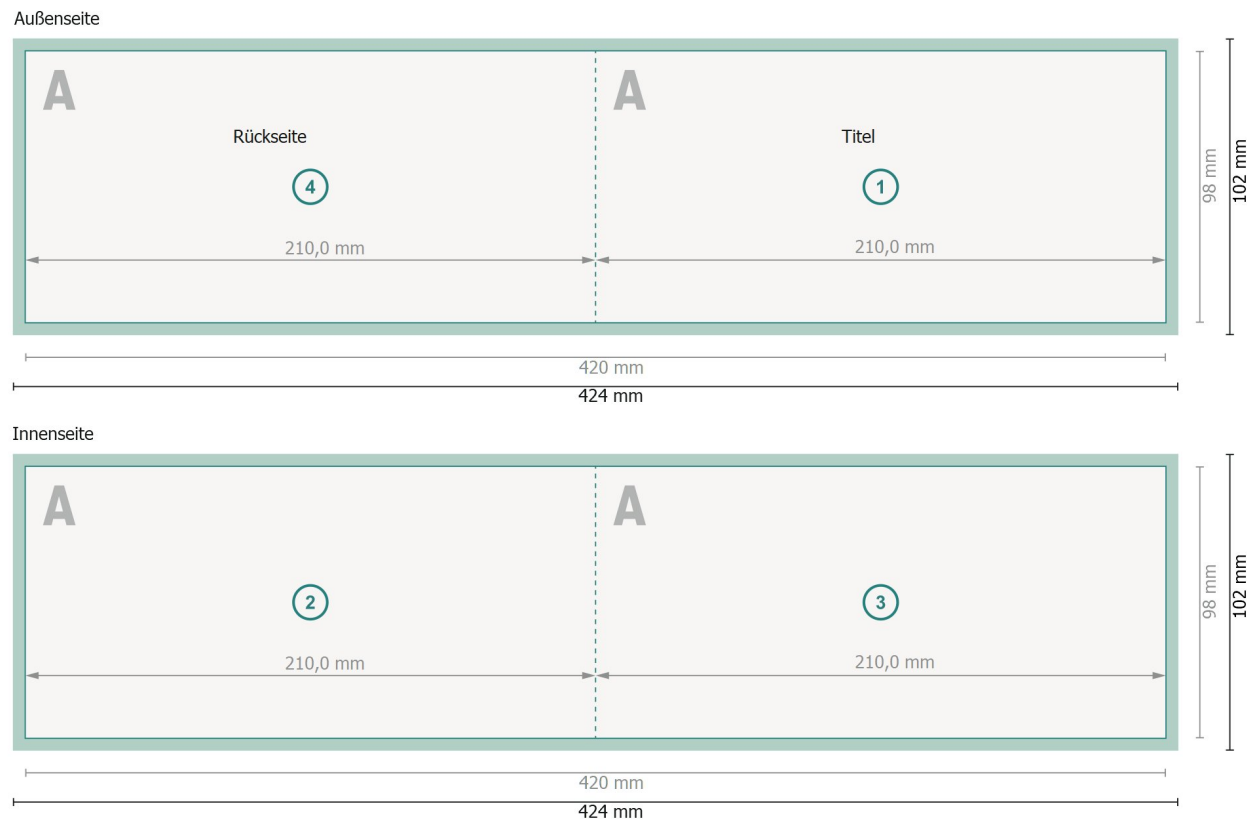 Außenseite
A A
Rückseite Titel
4 1
210,0 mm 210,0 mm
98 mm
102 mm
420 mm
424 mm
Innenseite
A A
2 3
210,0 mm 210,0 mm
98 mm
102 mm
420 mm
424 mm